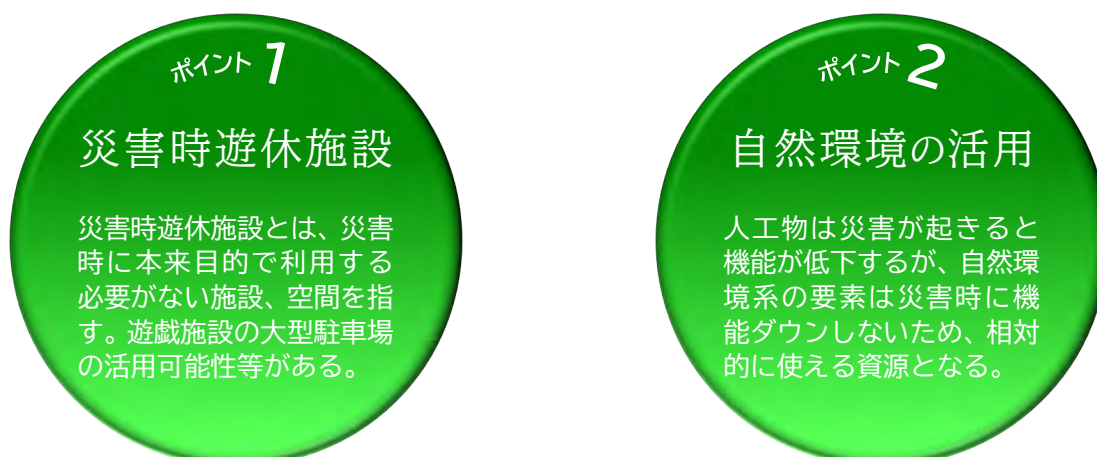 ポイント 1
災害時遊休施設
災害時遊休施設とは、災害
時に本来目的で利用する
必要がない施設、空間を指
す。遊戯施設の大型駐車場
の活用可能性等がある。
ポイント 2
自然環境の活用
人工物は災害が起きると
機能が低下するが、自然環
境系の要素は災害時に機
能ダウンしないため、相対
的に使える資源となる。